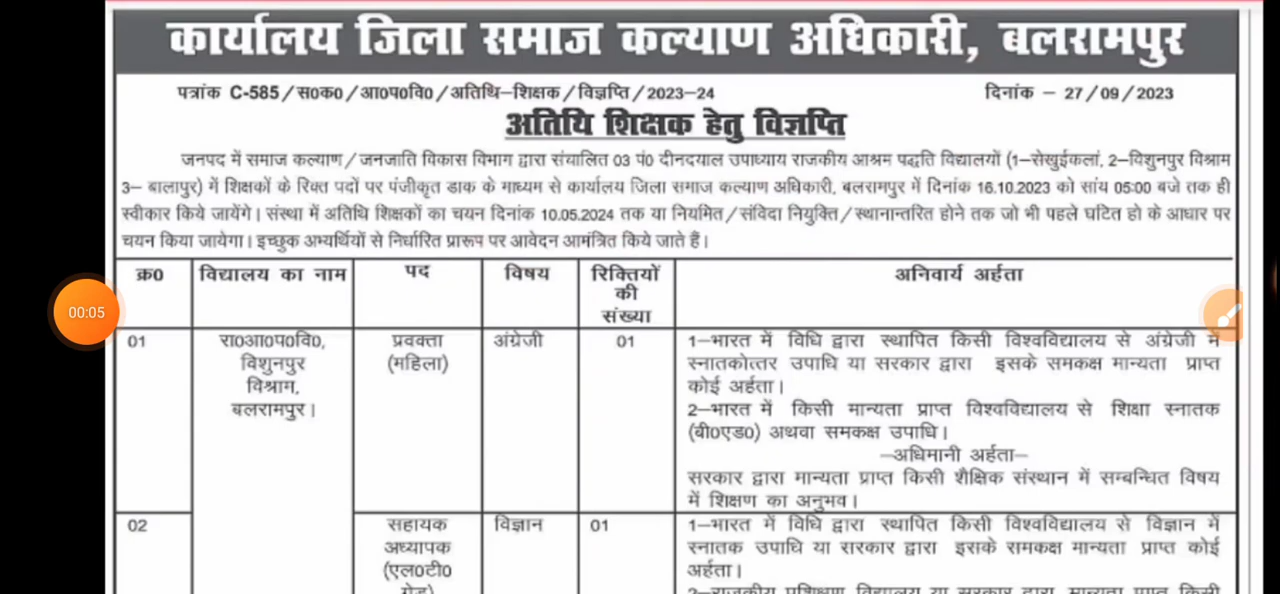 कार्यालय जिला समाज कल्याण अधिकारी, बलरामपुर
पत्रांक C-585/स0क0/आ0प0वि0/अतिथि-शिक्षक/विज्ञप्ति/2023-24 दिनांक - 27/09/2023
अतिथि शिक्षक हेतु विज्ञप्ति
जनपद में समाज कल्याण/जनजाति विकास विभाग द्वारा संचालित 03 पं0 दीनदयाल उपाध्याय राजकीय आश्रम पद्धति विद्यालयों (1-सेखुईकलां, 2-विशुनपुर विश्राम
3- बालापुर) में शिक्षकों के रिक्त पदों पर पंजीकृत डाक के माध्यम से कार्यालय जिला समाज कल्याण अधिकारी, बलरामपुर में दिनांक 16.10.2023 को सांय 05:00 बजे तक ही
स्वीकार किये जायेंगे। संस्था में अतिथि शिक्षकों का चयन दिनांक 10.05.2024 तक या नियमित/संविदा नियुक्ति/स्थानान्तरित होने तक जो भी पहले घटित हो के आधार पर
चयन किया जायेगा। इच्छुक अभ्यर्थियों से निर्धारित प्रारूप पर आवेदन आमंत्रित किये जाते हैं।
क्र0 विद्यालय का नाम पद विषय रिक्तियों की संख्या अनिवार्य अर्हता
00:05
01
रा0आ0प0वि0,
विशुनपुर
विश्राम,
बलरामपुर।
प्रवक्ता
(महिला)
अंग्रेजी
01
1-भारत में विधि द्वारा स्थापित किसी विश्वविद्यालय से अंग्रेजी में
स्नातकोत्तर उपाधि या सरकार द्वारा इसके समकक्ष मान्यता प्राप्त
कोई अर्हता।
2-भारत में किसी मान्यता प्राप्त विश्वविद्यालय से शिक्षा स्नातक
(बी0एड0) अथवा समकक्ष उपाधि।
-अधिमानी अर्हता-
सरकार द्वारा मान्यता प्राप्त किसी शैक्षिक संस्थान में सम्बन्धित विषय
में शिक्षण का अनुभव।
02
सहायक
अध्यापक
(एल0टी0
ग्रेड)
विज्ञान
01
1-भारत में विधि द्वारा स्थापित किसी विश्वविद्यालय से विज्ञान में
स्नातक उपाधि या सरकार द्वारा इसके समकक्ष मान्यता प्राप्त कोई
अर्हता।
2-राजकीय प्रशिक्षण विद्यालय या सरकार द्वारा मान्यता प्राप्त किसी